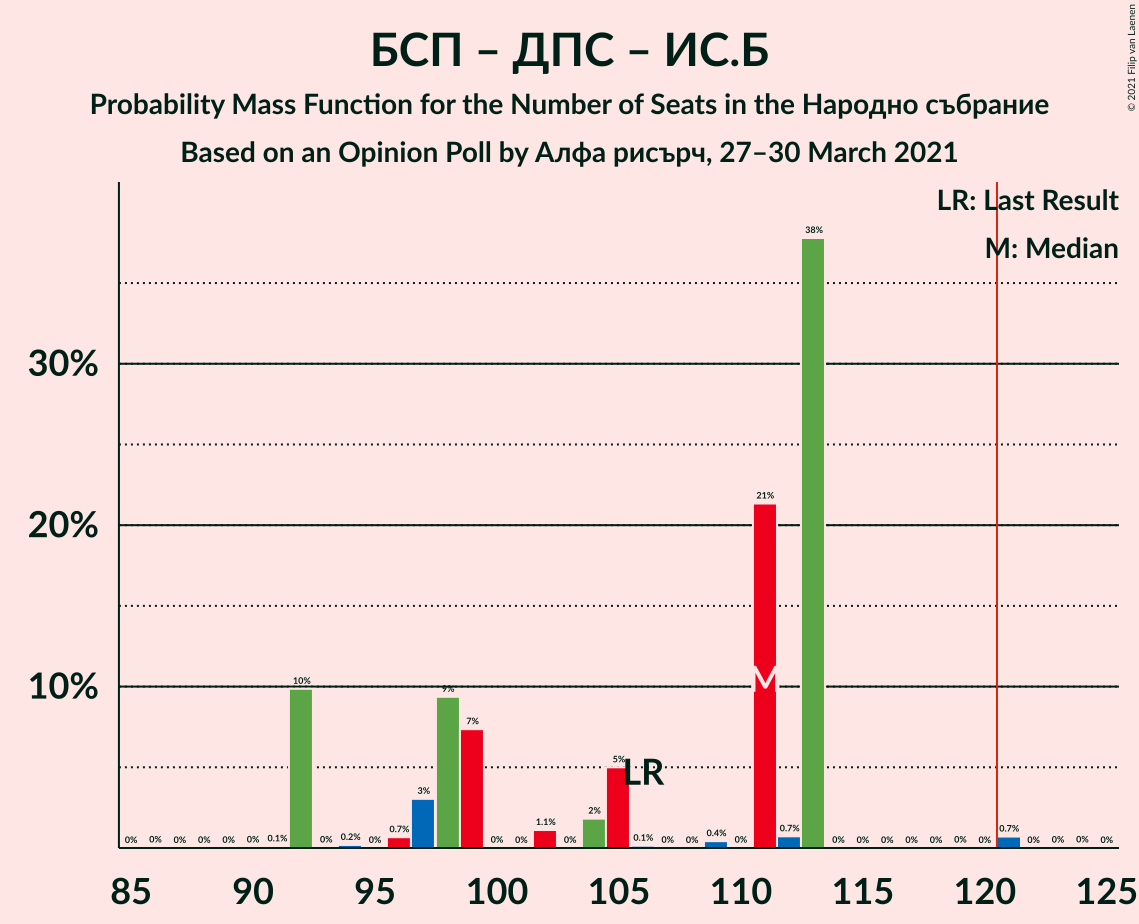 БСП – ДПС – ИС.Б
Probability Mass Function for the Number of Seats in the Народно събрание
Based on an Opinion Poll by Алфа рисърч, 27–30 March 2021
© 2021 Filip van Laenen
LR: Last Result
M: Median
30%
20%
10%
0% 0% 0% 0% 0% 0% 0.1% 10% 0% 0.2% 0% 0.7% 3% 9% 7% 0% 0% 1.1% 0% 2% 5% 0.1% 0% 0% 0.4% 0% 21% 0.7% 38% 0% 0% 0% 0% 0% 0% 0% 0.7% 0% 0% 0% 0%
LR
M
85 90 95 100 105 110 115 120 125